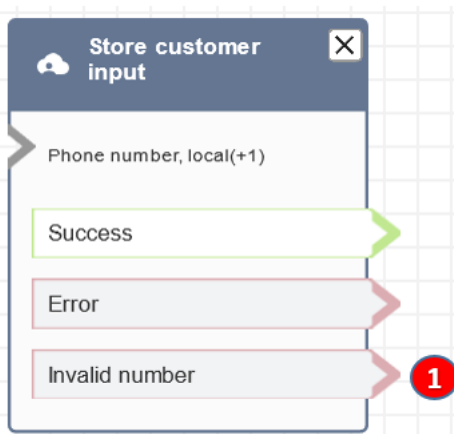 Store customer
input
Phone number, local(+1)
Success
Error
Invalid number
1